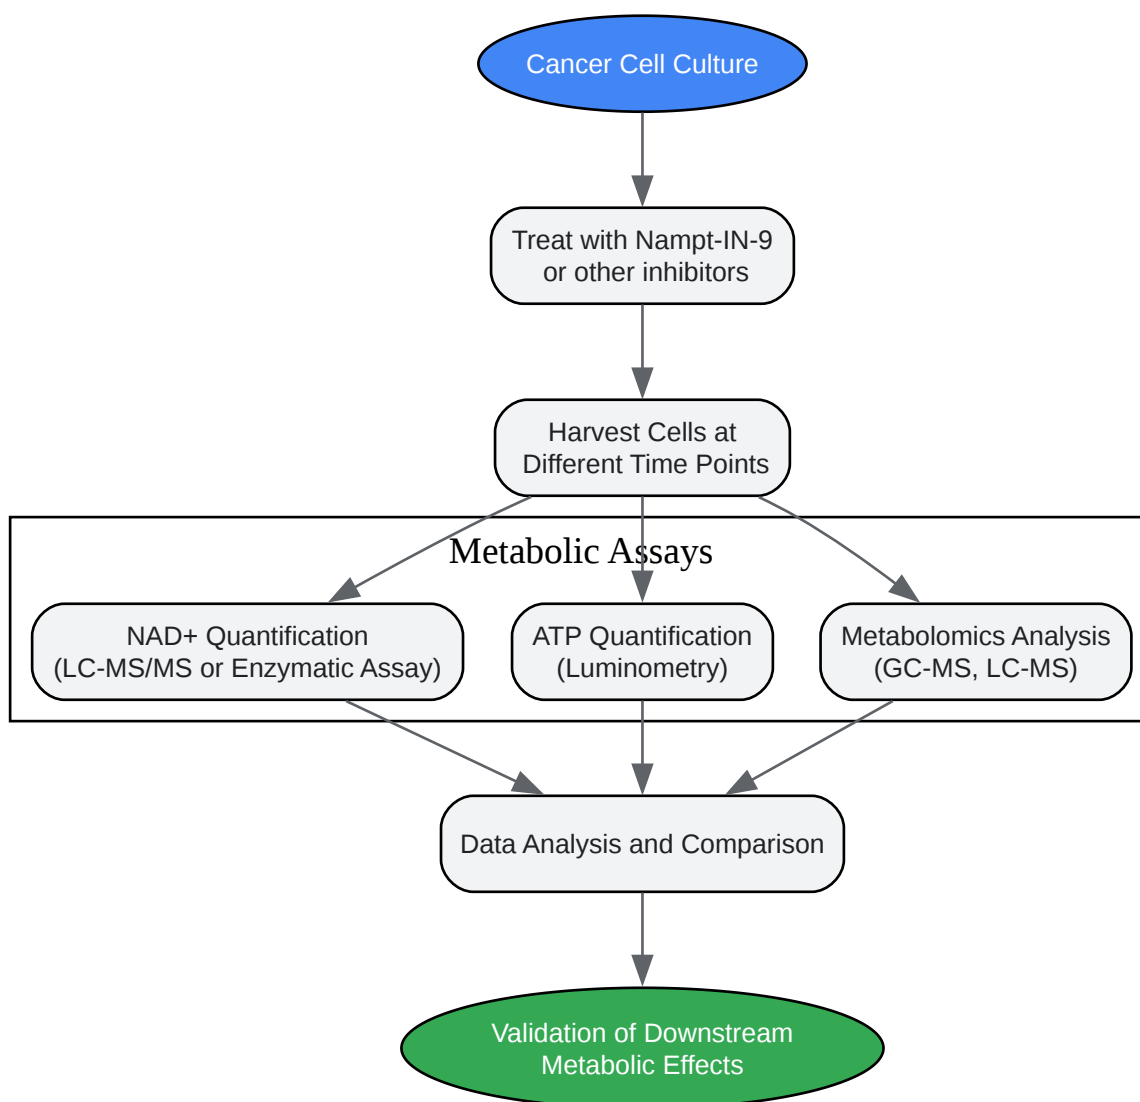 Cancer Cell Culture
Treat with Nampt-IN-9
or other inhibitors
Harvest Cells at
Different Time Points
Metabolic Assays
NAD+ Quantification
(LC-MS/MS or Enzymatic Assay)
ATP Quantification
(Luminometry)
Metabolomics Analysis
(GC-MS, LC-MS)
Data Analysis and Comparison
Validation of Downstream
Metabolic Effects